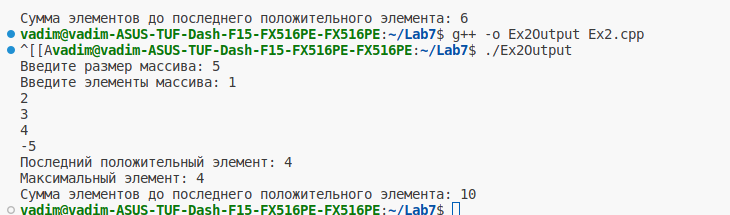 Сумма элементов до последнего положительного элемента: 6
vadim@vadim-ASUS-TUF-Dash-F15-FX516PE-FX516PE:~/Lab7$ g++ -o Ex2Output Ex2.cpp
^[[Avadim@vadim-ASUS-TUF-Dash-F15-FX516PE-FX516PE:~/Lab7$ ./Ex2Output
Введите размер массива: 5
Введите элементы массива: 1
2
3
4
-5
Последний положительный элемент: 4
Максимальный элемент: 4
Сумма элементов до последнего положительного элемента: 10
vadim@vadim-ASUS-TUF-Dash-F15-FX516PE-FX516PE:~/Lab7$